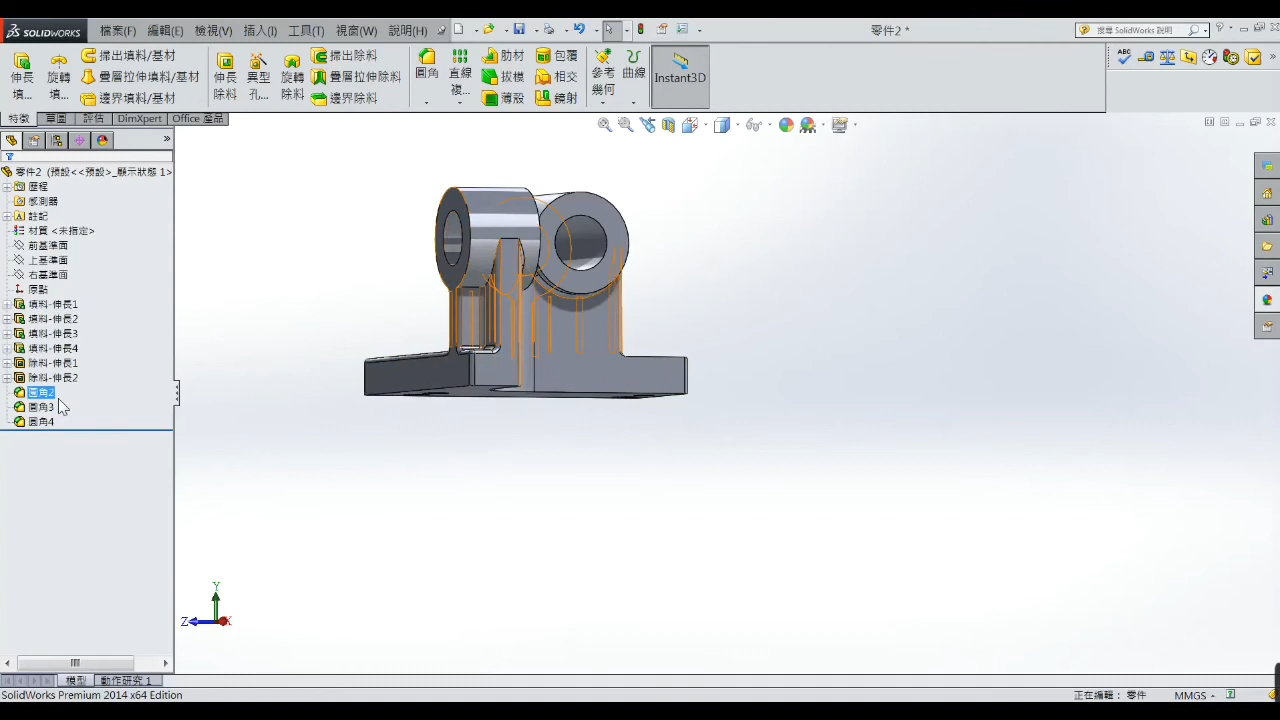 SOLIDWORKS 檔案(F) 編輯(E) 檢視(V) 插入(I) 工具(T) 視窗(W) 說明(L) 零件2 * 搜尋 SolidWorks 說明
伸長填... 旋轉填... 掃出填料/基材 疊層拉伸填料/基材 邊界填料/基材 伸長除料 異型孔... 旋轉除料 掃出除料 疊層拉伸除料 邊界除料 圓角 直線複... 肋材 拔模 薄殼 包覆 相交 鏡射 參考幾何 曲線 Instant3D
特徵 草圖 評估 DimXpert Office 產品
零件2 (預設<<預設>_顯示狀態 1>
歷程
感測器
註記
材質 <未指定>
前基準面
上基準面
右基準面
原點
填料-伸長1
填料-伸長2
填料-伸長3
填料-伸長4
除料-伸長1
除料-伸長2
圓角2
圓角3
圓角4
Y
Z X
模型 動作研究 1
SolidWorks Premium 2014 x64 Edition 正在編輯: 零件 MMGS